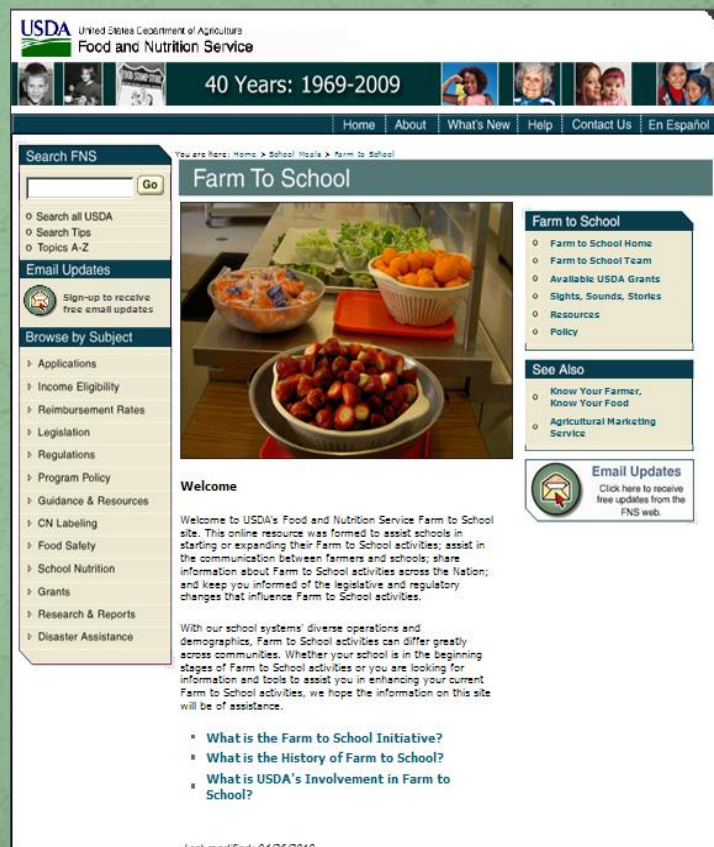 USDA United States Department of Agriculture
Food and Nutrition Service
FOOD STAMP STORE
40 Years: 1969-2009
Home About What's New Help Contact Us En Español
Search FNS
Go
o Search all USDA
o Search Tips
o Topics A-Z
Email Updates
Sign-up to receive
free email updates
Browse by Subject
Applications
Income Eligibility
Reimbursement Rates
Legislation
Regulations
Program Policy
Guidance & Resources
CN Labeling
Food Safety
School Nutrition
Grants
Research & Reports
Disaster Assistance
You are here: Home > School Meals > Farm to School
Farm To School
Welcome
Welcome to USDA's Food and Nutrition Service Farm to School
site. This online resource was formed to assist schools in
starting or expanding their Farm to School activities; assist in
the communication between farmers and schools; share
information about Farm to School activities across the Nation;
and keep you informed of the legislative and regulatory
changes that influence Farm to School activities.
With our school systems' diverse operations and
demographics, Farm to School activities can differ greatly
across communities. Whether your school is in the beginning
stages of Farm to School activities or you are looking for
information and tools to assist you in enhancing your current
Farm to School activities, we hope the information on this site
will be of assistance.
What is the Farm to School Initiative?
What is the History of Farm to School?
What is USDA's Involvement in Farm to
School?
Farm to School
Farm to School Home
Farm to School Team
Available USDA Grants
Sights, Sounds, Stories
Resources
Policy
See Also
Know Your Farmer,
Know Your Food
Agricultural Marketing
Service
Email Updates
Click here to receive
free updates from the
FNS web.
Last modified: